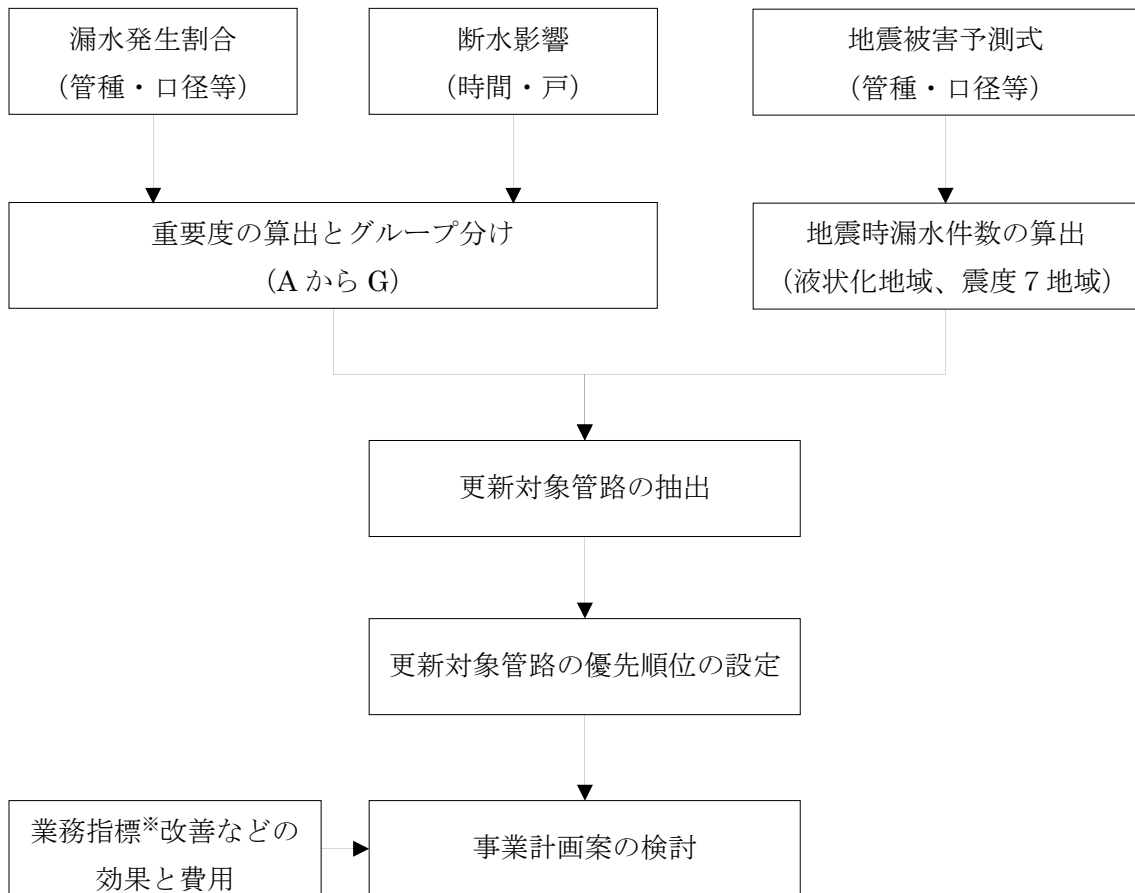 漏水発生割合
（管種・口径等）
断水影響
（時間・戸）
地震被害予測式
（管種・口径等）
重要度の算出とグループ分け
（A から G）
地震時漏水件数の算出
（液状化地域、震度７地域）
更新対象管路の抽出
更新対象管路の優先順位の設定
業務指標※改善などの
効果と費用
事業計画案の検討